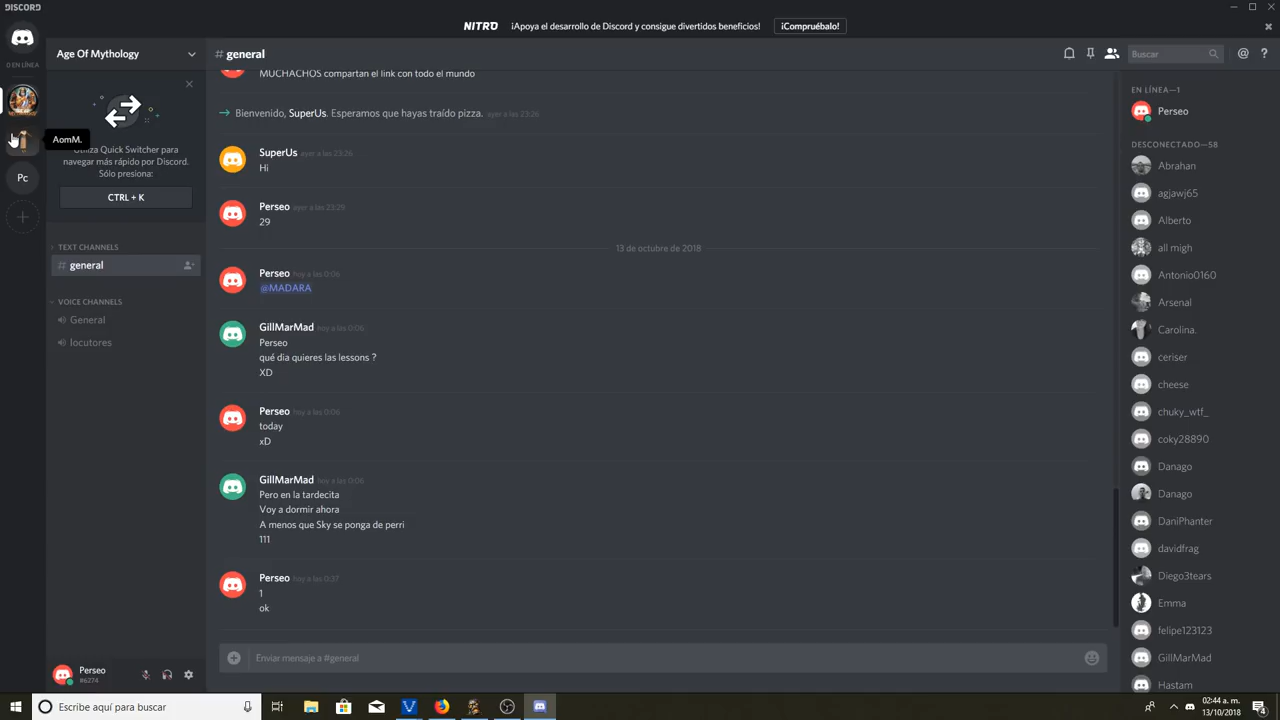 DISCORD
NITRO ¡Apoya el desarrollo de Discord y consigue divertidos beneficios! ¡Compruébalo!
0 EN LÍNEA
Age Of Mythology
# general
Buscar
@ ?
AomM.
Pc
Utiliza Quick Switcher para
navegar más rápido por Discord.
Sólo presiona:
CTRL + K
TEXT CHANNELS
# general
VOICE CHANNELS
General
locutores
MUCHACHOS compartan el link con todo el mundo
Bienvenido, SuperUs. Esperamos que hayas traído pizza. ayer a las 23:26
SuperUs ayer a las 23:26
Hi
Perseo ayer a las 23:29
29
13 de octubre de 2018
Perseo hoy a las 0:06
@MADARA
GillMarMad hoy a las 0:06
Perseo
qué dia quieres las lessons ?
XD
Perseo hoy a las 0:06
today
xD
GillMarMad hoy a las 0:06
Pero en la tardecita
Voy a dormir ahora
A menos que Sky se ponga de perri
111
Perseo hoy a las 0:37
1
ok
Enviar mensaje a #general
EN LÍNEA—1
Perseo
DESCONECTADO—58
Abrahan
agjawj65
Alberto
all migh
Antonio0160
Arsenal
Carolina.
ceriser
cheese
chuky_wtf_
coky28890
Danago
Danago
DaniPhanter
davidfrag
Diego3tears
Emma
felipe123123
GillMarMad
Hastam
Perseo
#6274
Escribe aquí para buscar
02:44 a. m.
13/10/2018